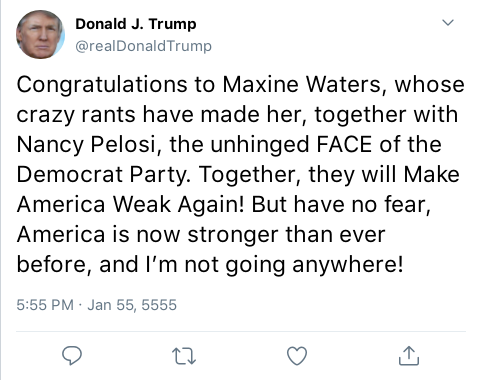 Donald J. Trump
@realDonaldTrump
Congratulations to Maxine Waters, whose
crazy rants have made her, together with
Nancy Pelosi, the unhinged FACE of the
Democrat Party. Together, they will Make
America Weak Again! But have no fear,
America is now stronger than ever
before, and I’m not going anywhere!
5:55 PM · Jan 55, 5555